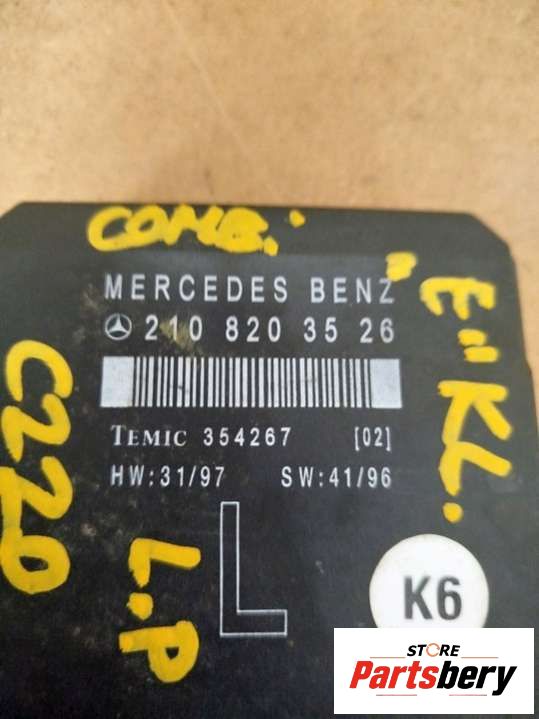 COMB.
MERCEDES BENZ
210 820 35 26
TEMIC 354267 [02]
HW:31/97 SW:41/96
L
"E" KL.
C220
L.P
K6
STORE
Partsbery